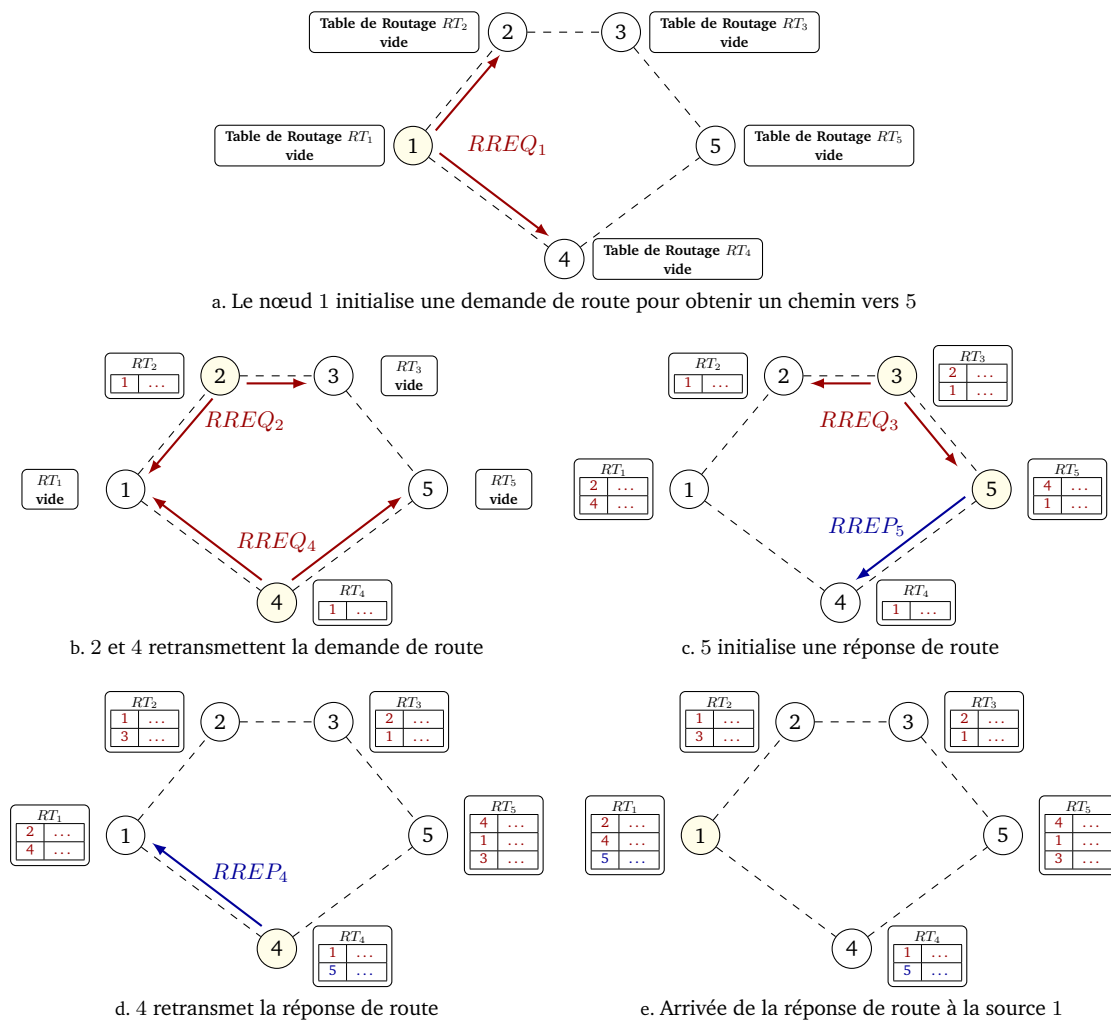 Table de Routage RT₂
vide
2
3
Table de Routage RT₃
vide
Table de Routage RT₁
vide
1
RREQ₁
5
Table de Routage RT₅
vide
4
Table de Routage RT₄
vide
a. Le nœud 1 initialise une demande de route pour obtenir un chemin vers 5
RT₂
1 ...
2
3
RT₃
vide
RREQ₂
RT₁
vide
1
5
RT₅
vide
RREQ₄
4
RT₄
1 ...
b. 2 et 4 retransmettent la demande de route
RT₂
1 ...
2
3
RT₃
2 ...
1 ...
RREQ₃
RT₁
2 ...
4 ...
1
5
RT₅
4 ...
1 ...
RREP₅
4
RT₄
1 ...
c. 5 initialise une réponse de route
RT₂
1 ...
3 ...
2
3
RT₃
2 ...
1 ...
RT₁
2 ...
4 ...
1
5
RT₅
4 ...
1 ...
3 ...
RREP₄
4
RT₄
1 ...
5 ...
d. 4 retransmet la réponse de route
RT₂
1 ...
3 ...
2
3
RT₃
2 ...
1 ...
RT₁
2 ...
4 ...
5 ...
1
5
RT₅
4 ...
1 ...
3 ...
4
RT₄
1 ...
5 ...
e. Arrivée de la réponse de route à la source 1